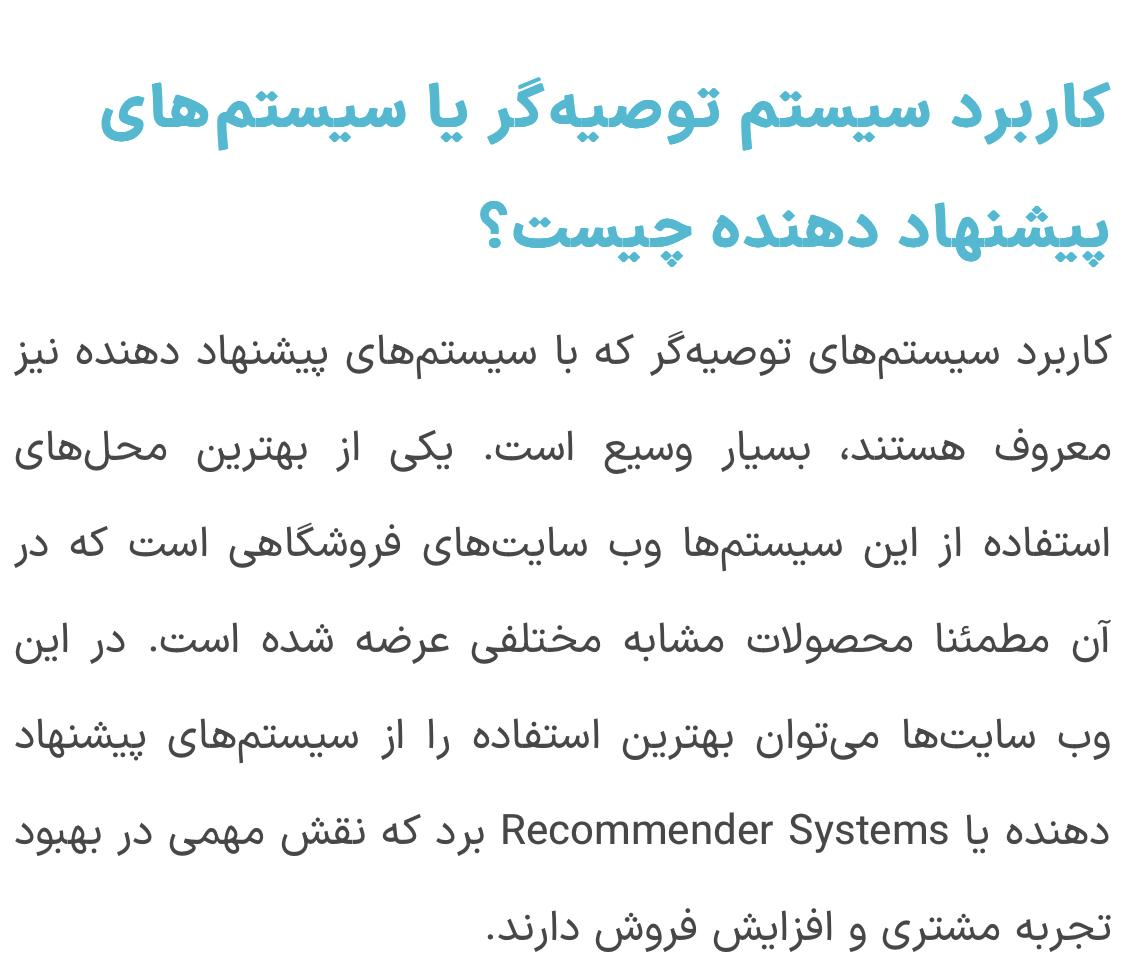 کاربرد سیستم توصیه‌گر یا سیستم‌های
پیشنهاد دهنده چیست؟
کاربرد سیستم‌های توصیه‌گر که با سیستم‌های پیشنهاد دهنده نیز
معروف هستند، بسیار وسیع است. یکی از بهترین محل‌های
استفاده از این سیستم‌ها وب سایت‌های فروشگاهی است که در
آن مطمئنا محصولات مشابه مختلفی عرضه شده است. در این
وب سایت‌ها می‌توان بهترین استفاده را از سیستم‌های پیشنهاد
دهنده یا Recommender Systems برد که نقش مهمی در بهبود
تجربه مشتری و افزایش فروش دارند.